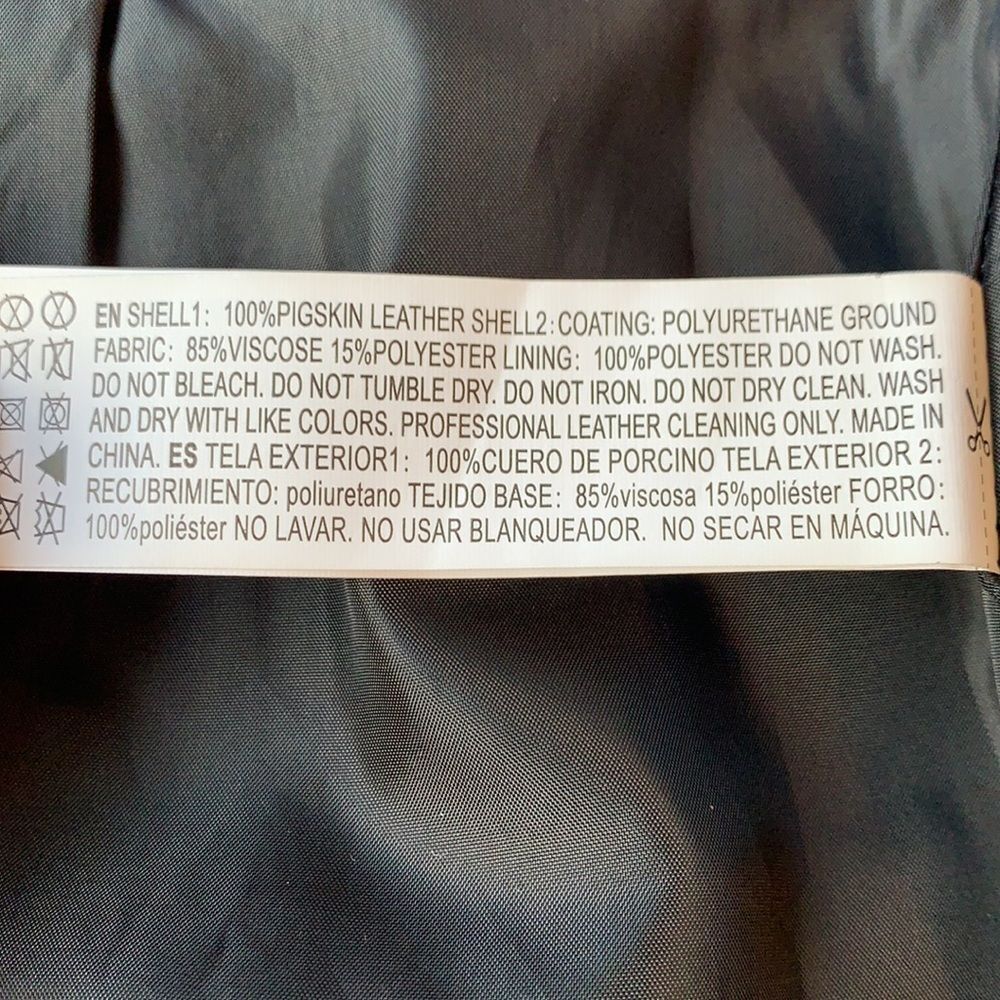 EN SHELL1: 100%PIGSKIN LEATHER SHELL2:COATING: POLYURETHANE GROUND
FABRIC: 85%VISCOSE 15%POLYESTER LINING: 100%POLYESTER DO NOT WASH.
DO NOT BLEACH. DO NOT TUMBLE DRY. DO NOT IRON. DO NOT DRY CLEAN. WASH
AND DRY WITH LIKE COLORS. PROFESSIONAL LEATHER CLEANING ONLY. MADE IN
CHINA. ES TELA EXTERIOR1: 100%CUERO DE PORCINO TELA EXTERIOR 2:
RECUBRIMIENTO: poliuretano TEJIDO BASE: 85%viscosa 15%poliéster FORRO:
100%poliéster NO LAVAR. NO USAR BLANQUEADOR. NO SECAR EN MÁQUINA.